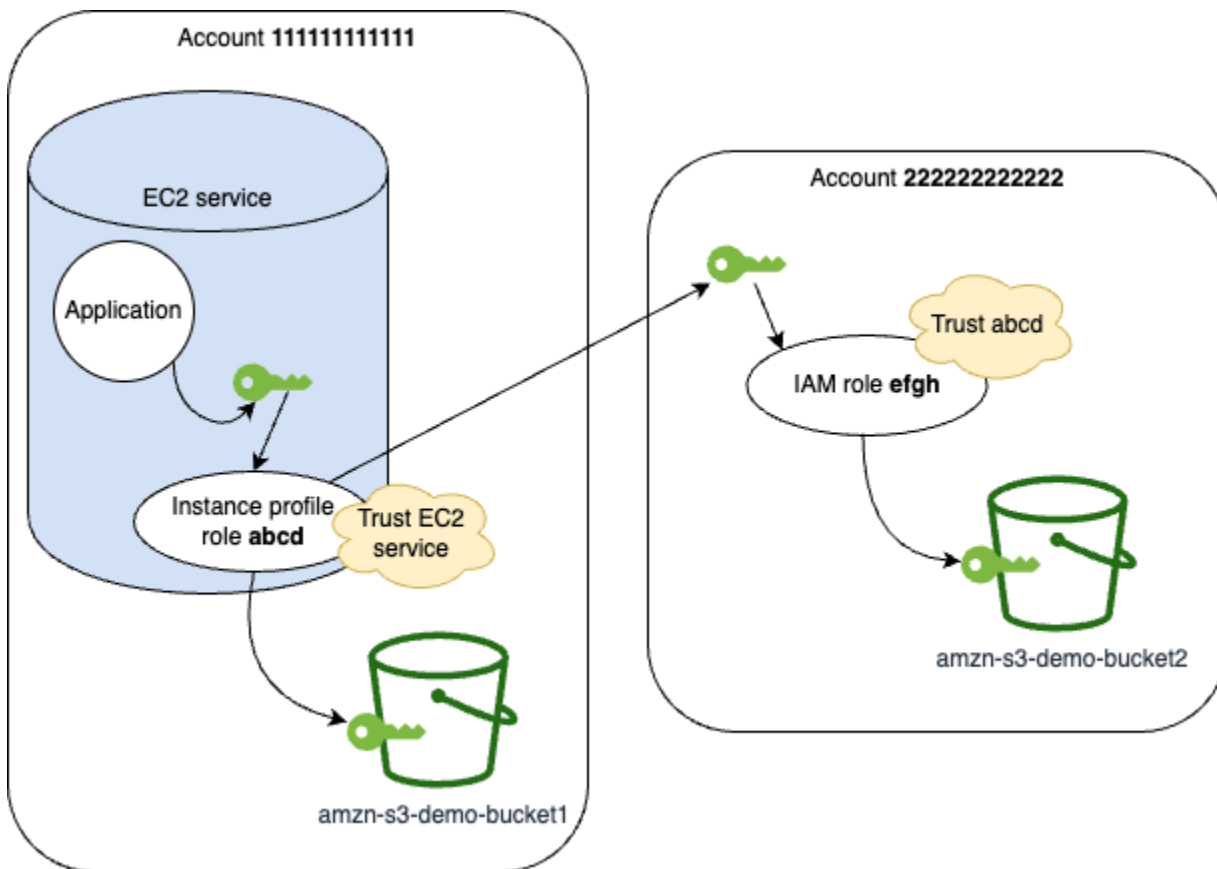 Account 111111111111
EC2 service
Application
Instance profile
role abcd
Trust EC2
service
amzn-s3-demo-bucket1
Account 222222222222
Trust abcd
IAM role efgh
amzn-s3-demo-bucket2